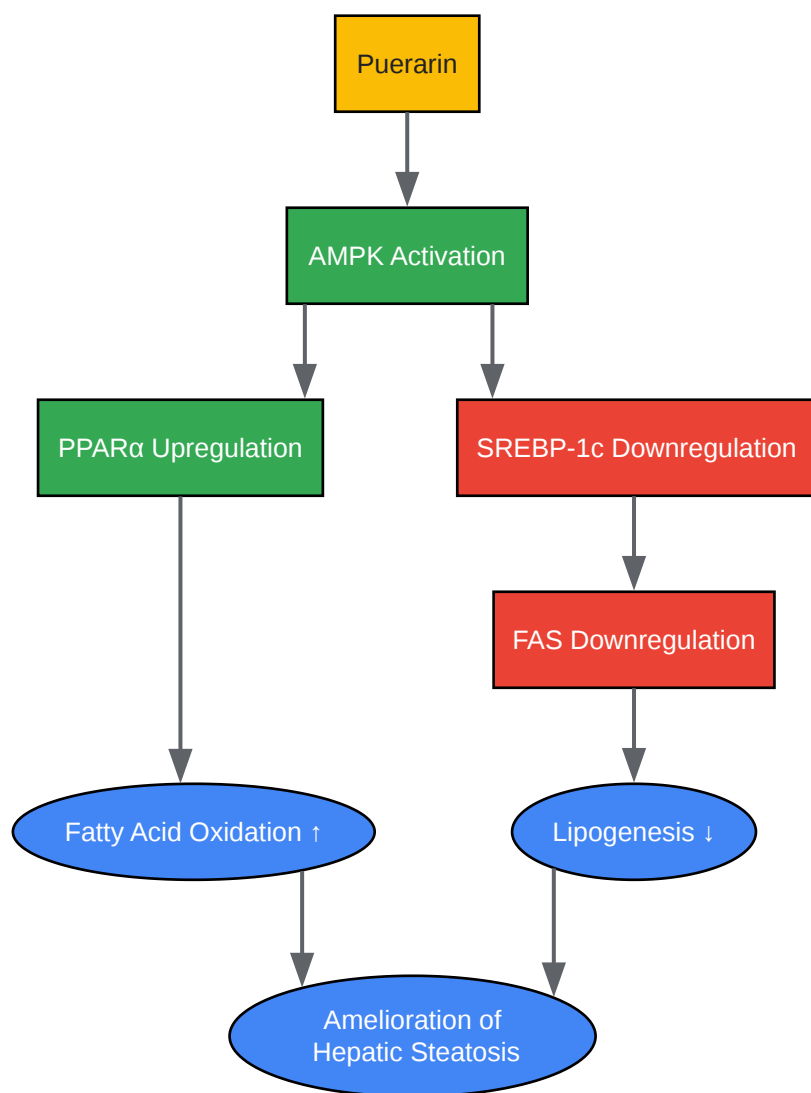 Puerarin
AMPK Activation
PPARα Upregulation
SREBP-1c Downregulation
FAS Downregulation
Fatty Acid Oxidation ↑
Lipogenesis ↓
Amelioration of
Hepatic Steatosis